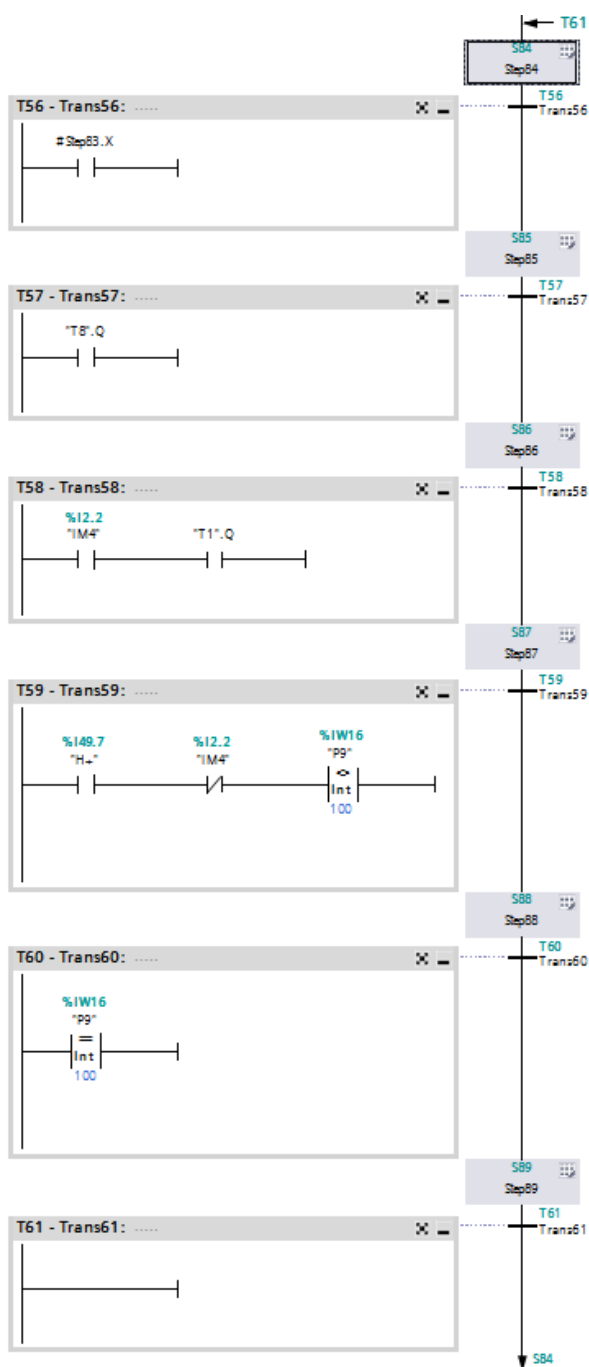 T61
S84
Step84
T56 - Trans56: .....
T56
Trans56
#Step83.X
S85
Step85
T57 - Trans57: .....
T57
Trans57
"T8".Q
S86
Step86
T58 - Trans58: .....
T58
Trans58
%I2.2
"IM4" "T1".Q
S87
Step87
T59 - Trans59: .....
T59
Trans59
%I49.7 %I2.2 %IW16
"H+" "IM4" "P9"
<>
Int
100
S88
Step88
T60 - Trans60: .....
T60
Trans60
%IW16
"P9"
=
Int
100
S89
Step89
T61 - Trans61: .....
T61
Trans61
S84